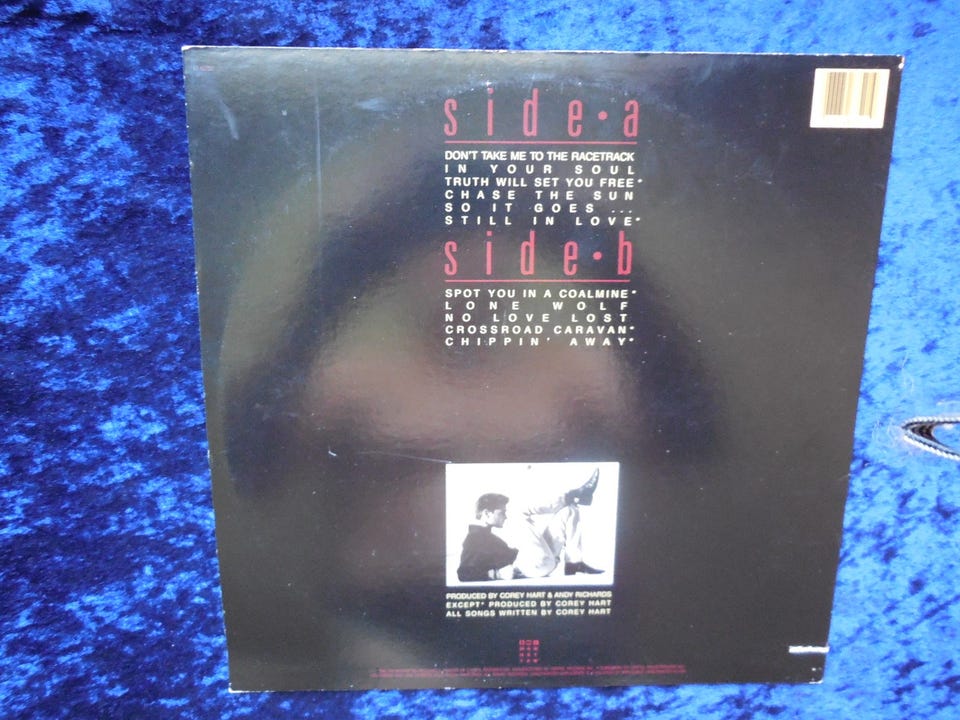 side•a
DON'T TAKE ME TO THE RACETRACK
IN YOUR SOUL
TRUTH WILL SET YOU FREE*
CHASE THE SUN
SO IT GOES ...
STILL IN LOVE*
side•b
SPOT YOU IN A COALMINE*
LONE WOLF
NO LOVE LOST
CROSSROAD CARAVAN*
CHIPPIN' AWAY*
PRODUCED BY COREY HART & ANDY RICHARDS
EXCEPT* PRODUCED BY COREY HART
ALL SONGS WRITTEN BY COREY HART